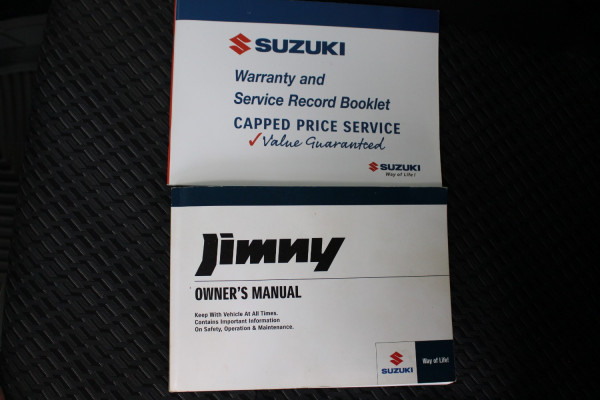 SUZUKI
Warranty and
Service Record Booklet
CAPPED PRICE SERVICE
Value Guaranteed
SUZUKI
Way of Life!
Jimny
OWNER'S MANUAL
Keep With Vehicle At All Times.
Contains Important Information
On Safety, Operation & Maintenance.
SUZUKI
Way of Life!